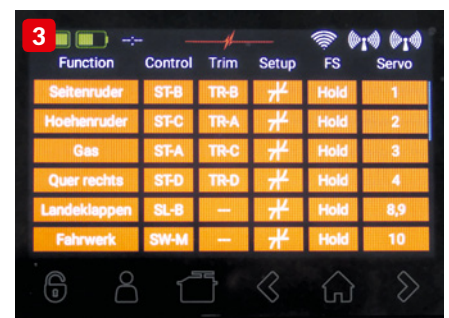 3
-:-
Function Control Trim Setup FS Servo
Seitenruder ST-B TR-B Hold 1
Hoehenruder ST-C TR-A Hold 2
Gas ST-A TR-C Hold 3
Quer rechts ST-D TR-D Hold 4
Landeklappen SL-B --- Hold 8,9
Fahrwerk SW-M --- Hold 10